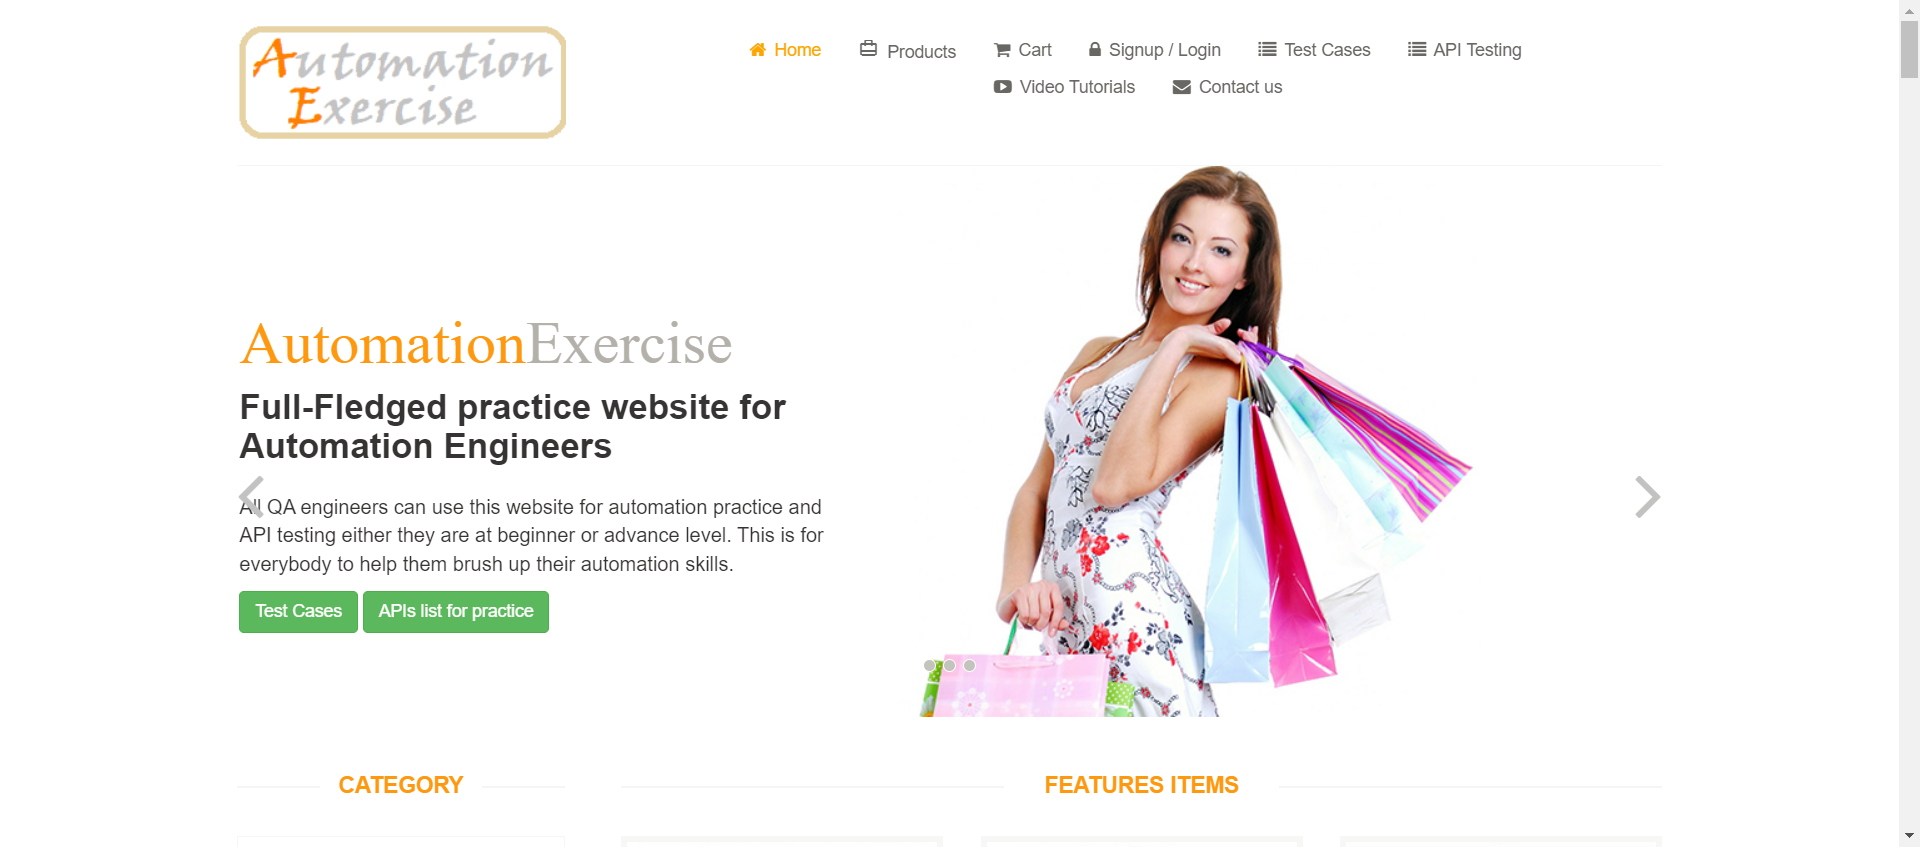 Automation
Exercise
Home
Products
Cart
Signup / Login
Test Cases
API Testing
Video Tutorials
Contact us
AutomationExercise
Full-Fledged practice website for
Automation Engineers
All QA engineers can use this website for automation practice and
API testing either they are at beginner or advance level. This is for
everybody to help them brush up their automation skills.
Test Cases
APIs list for practice
CATEGORY
FEATURES ITEMS